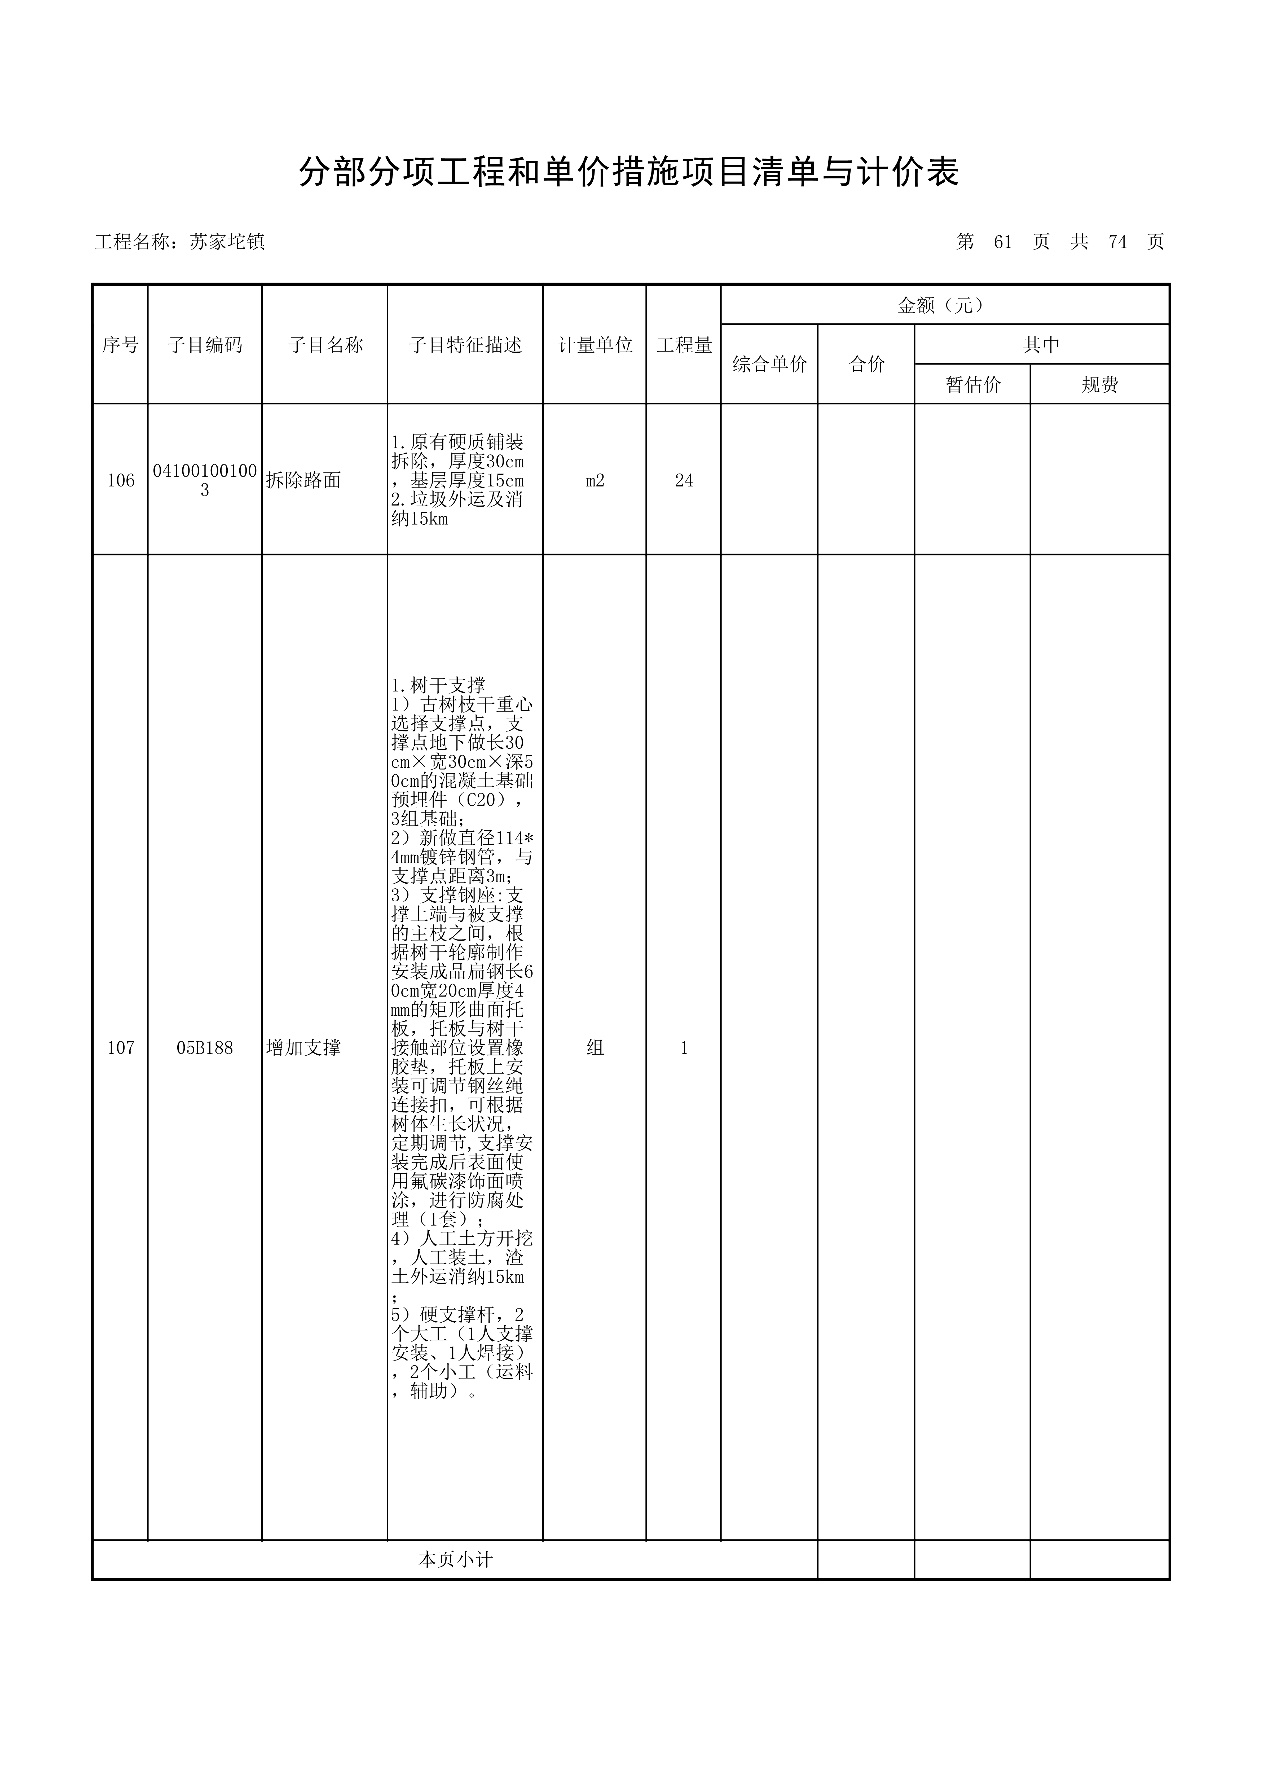 分部分项工程和单价措施项目清单与计价表
工程名称：苏家坨镇
第 61 页 共 74 页
序号 子目编码 子目名称 子目特征描述 计量单位 工程量 金额（元）
综合单价 合价 其中
暂估价 规费
106
04100100100
3
拆除路面
1.原有硬质铺装
拆除，厚度30cm
，基层厚度15cm
2.垃圾外运及消
纳15km
m2
24
107
05B188
增加支撑
1.树干支撑
1）古树枝干重心
选择支撑点，支
撑点地下做长30
cm×宽30cm×深5
0cm的混凝土基础
预埋件（C20），
3组基础；
2）新做直径114*
4mm镀锌钢管，与
支撑点距离3m；
3）支撑钢座:支
撑上端与被支撑
的主枝之间，根
据树干轮廓制作
安装成品扁钢长6
0cm宽20cm厚度4
mm的矩形曲面托
板，托板与树干
接触部位设置橡
胶垫，托板上安
装可调节钢丝绳
连接扣，可根据
树体生长状况，
定期调节,支撑安
装完成后表面使
用氟碳漆饰面喷
涂，进行防腐处
理（1套）；
4）人工土方开挖
，人工装土，渣
土外运消纳15km
；
5）硬支撑杆，2
个大工（1人支撑
安装、1人焊接）
，2个小工（运料
，辅助）。
组
1
本页小计